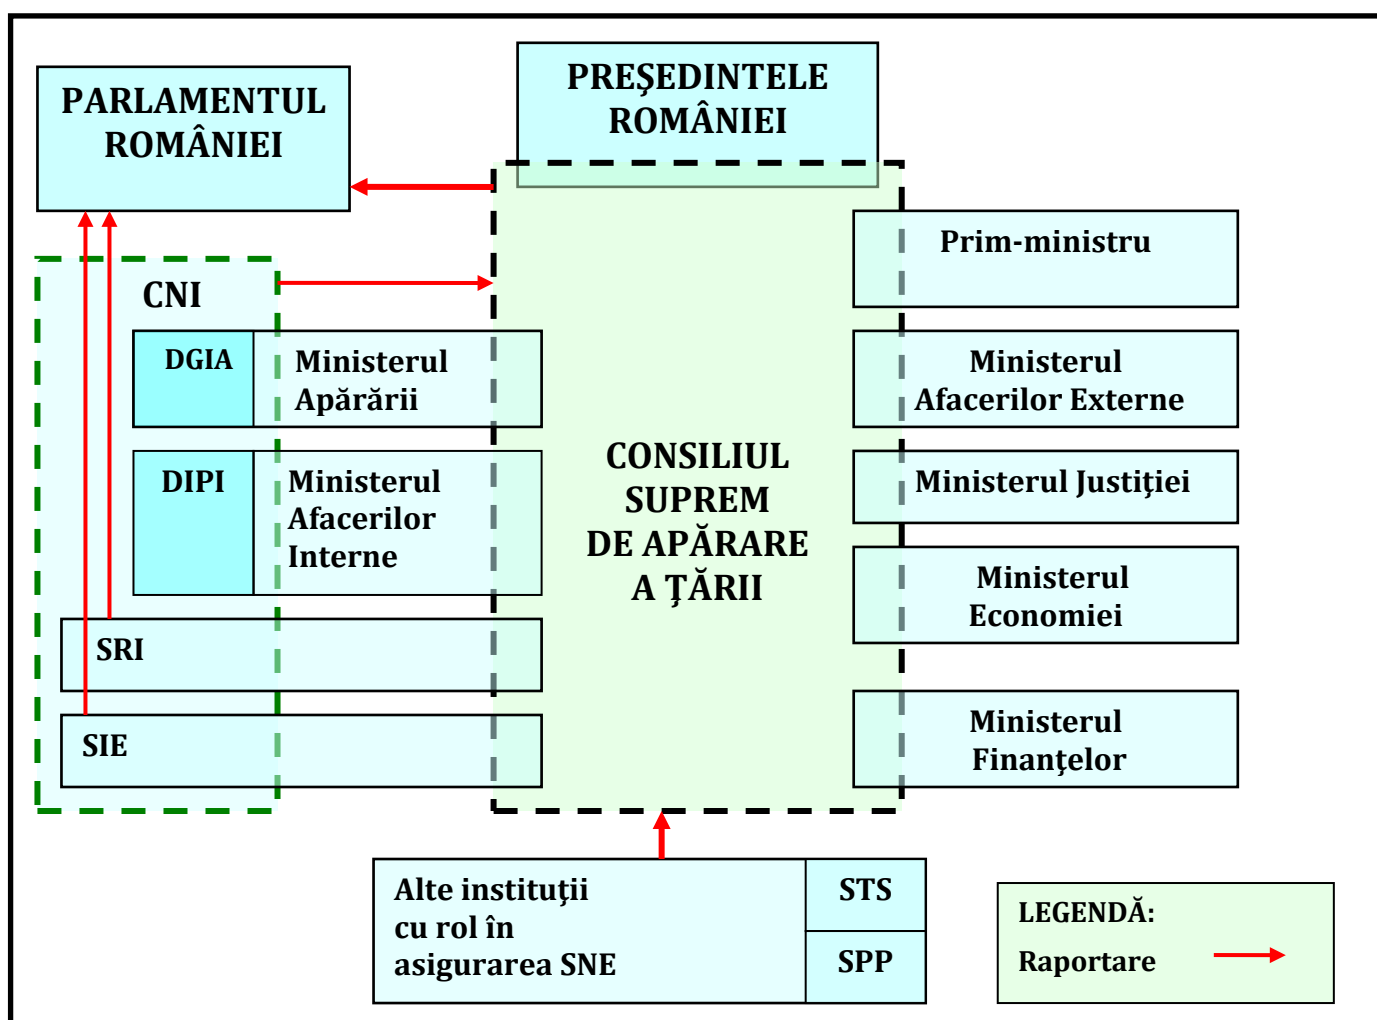 PARLAMENTUL
ROMÂNIEI
PREŞEDINTELE
ROMÂNIEI
CNI
DGIA
Ministerul
Apărării
DIPI
Ministerul
Afacerilor
Interne
SRI
SIE
CONSILIUL
SUPREM
DE APĂRARE
A ŢĂRII
Prim-ministru
Ministerul
Afacerilor Externe
Ministerul Justiţiei
Ministerul
Economiei
Ministerul
Finanţelor
Alte instituţii
cu rol în
asigurarea SNE
STS
SPP
LEGENDĂ:
Raportare